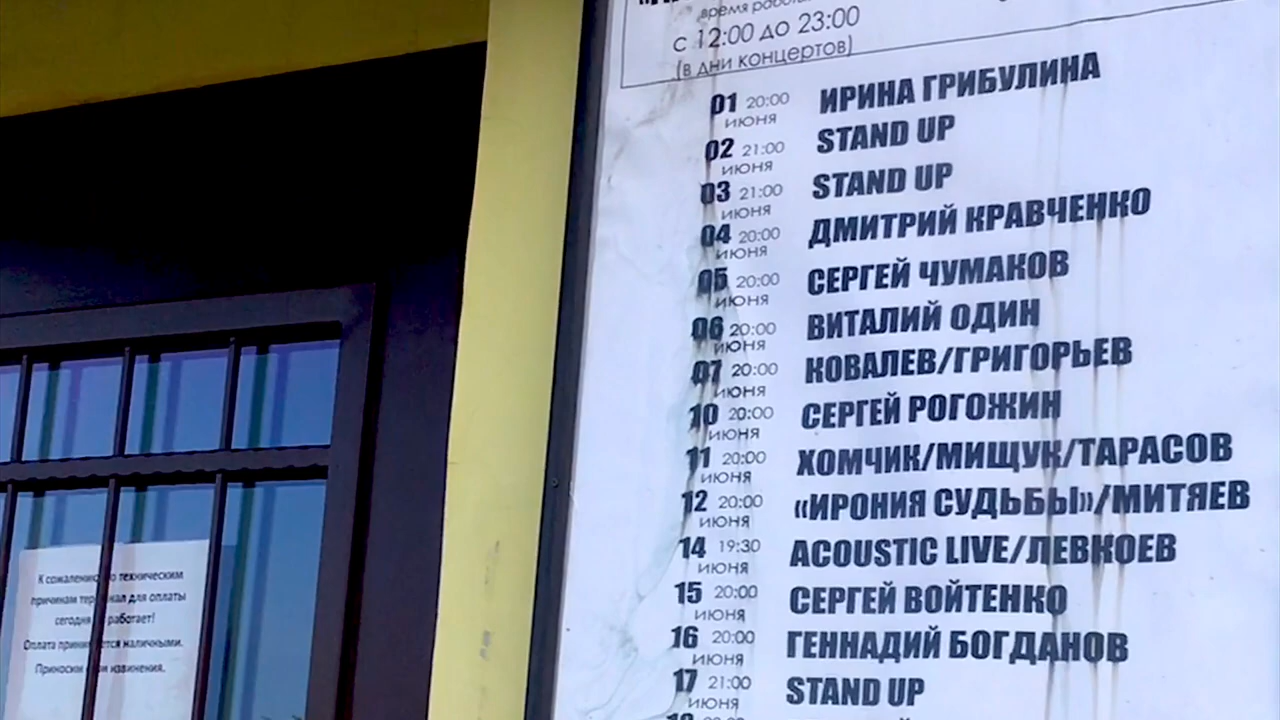 время работы
с 12:00 до 23:00
(в дни концертов)
01 20:00 ИРИНА ГРИБУЛИНА
июня
02 21:00 STAND UP
июня
03 21:00 STAND UP
июня
04 20:00 ДМИТРИЙ КРАВЧЕНКО
июня
05 20:00 СЕРГЕЙ ЧУМАКОВ
июня
06 20:00 ВИТАЛИЙ ОДИН
июня
07 20:00 КОВАЛЕВ/ГРИГОРЬЕВ
июня
10 20:00 СЕРГЕЙ РОГОЖИН
июня
11 20:00 ХОМЧИК/МИЩУК/ТАРАСОВ
июня
12 20:00 «ИРОНИЯ СУДЬБЫ»/МИТЯЕВ
июня
14 19:30 ACOUSTIC LIVE/ЛЕВКОЕВ
июня
15 20:00 СЕРГЕЙ ВОЙТЕНКО
июня
16 20:00 ГЕННАДИЙ БОГДАНОВ
июня
17 21:00 STAND UP
июня
К сожалению по техническим
причинам терминал для оплаты
сегодня не работает!
Оплата принимается наличными.
Приносим свои извинения.